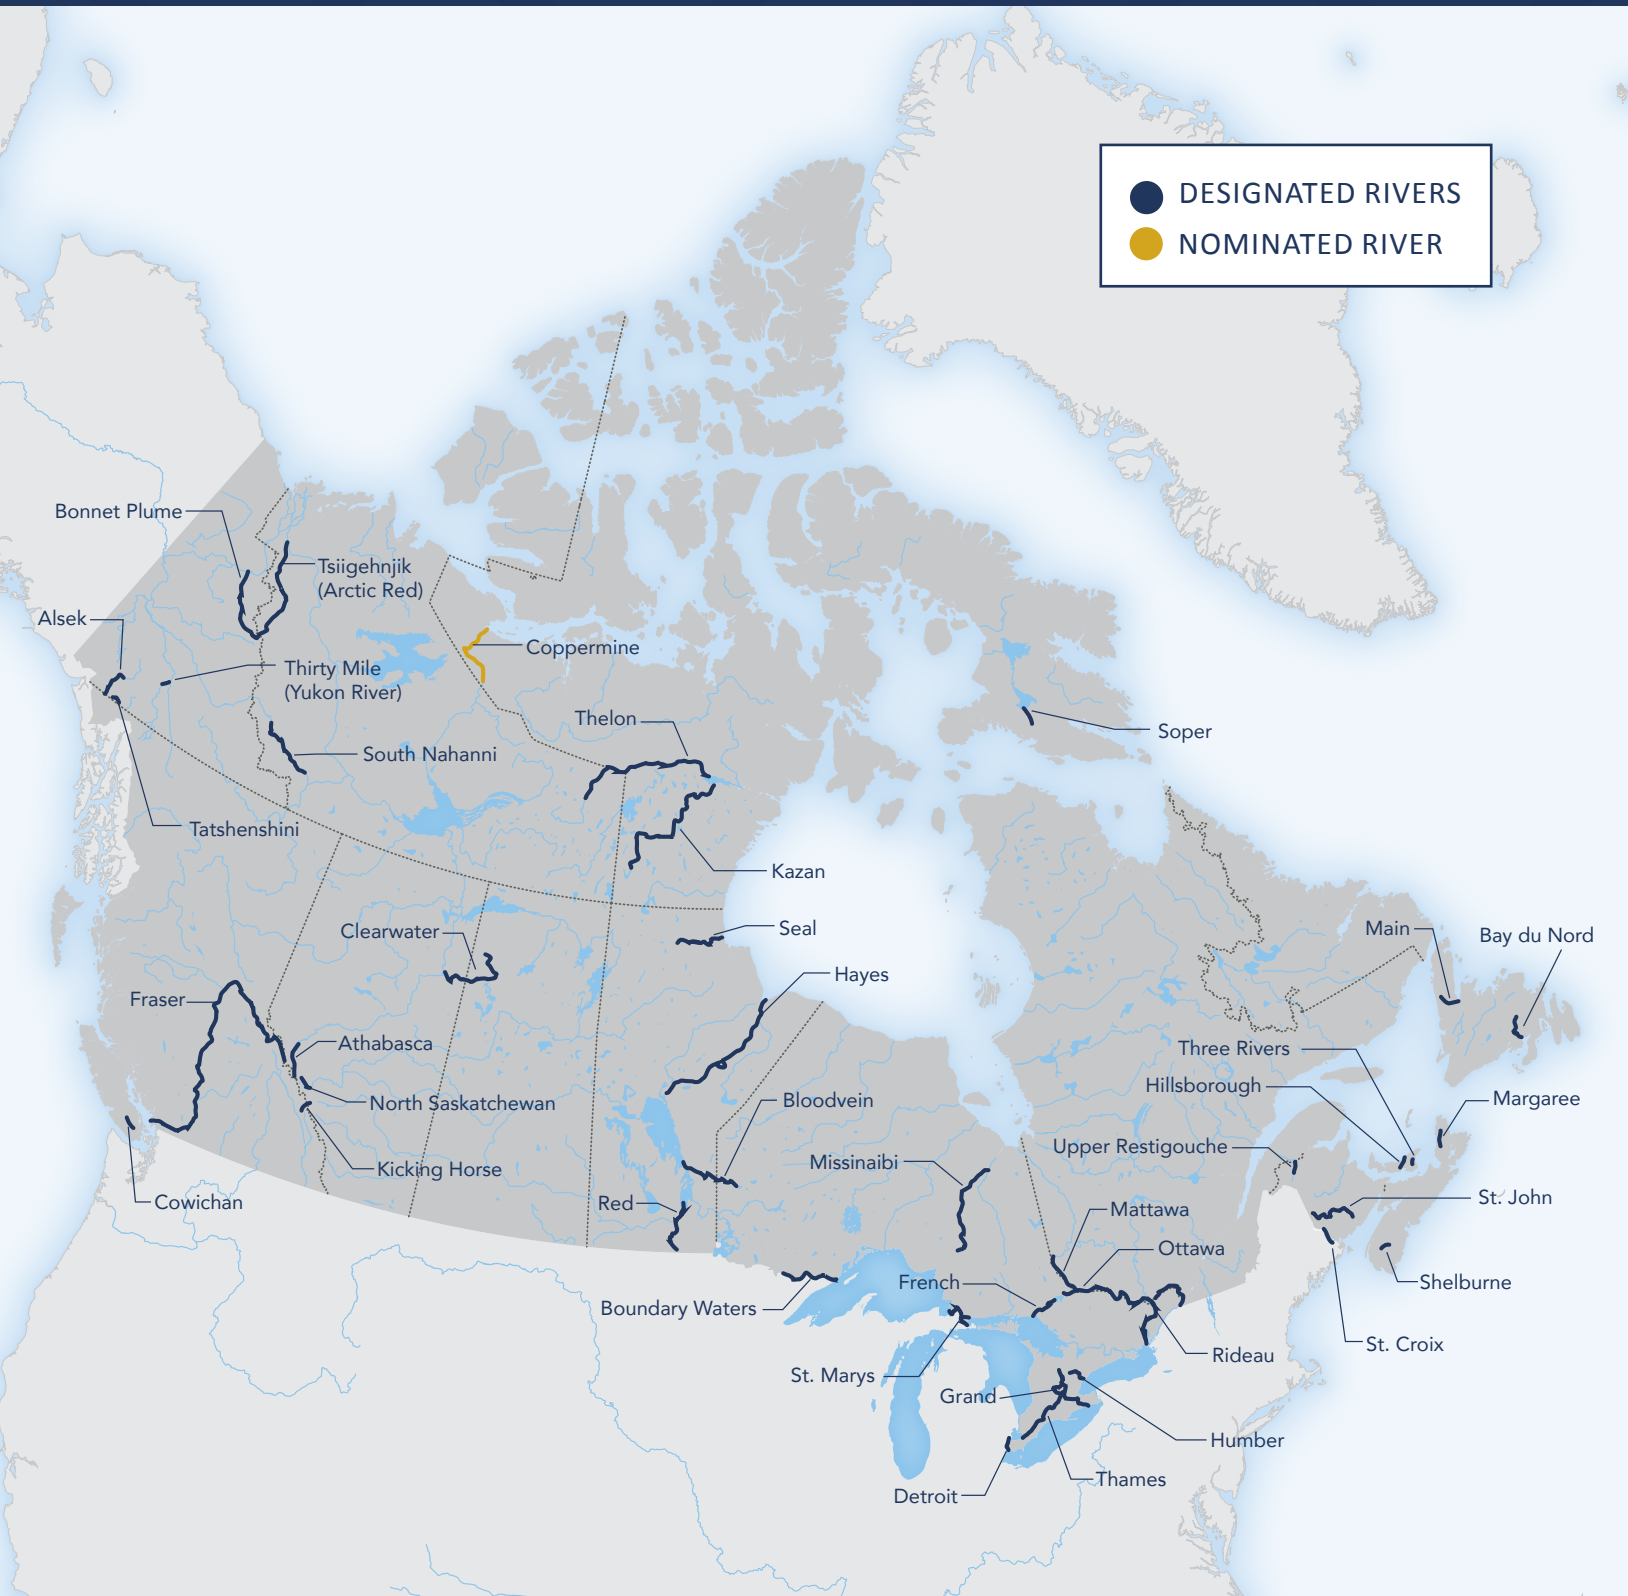 DESIGNATED RIVERS
NOMINATED RIVER
Bonnet Plume
Tsiigehnjik
(Arctic Red)
Alsek
Thirty Mile
(Yukon River)
Coppermine
Thelon
Soper
South Nahanni
Tatshenshini
Kazan
Clearwater
Seal
Main
Bay du Nord
Hayes
Fraser
Athabasca
Three Rivers
Hillsborough
North Saskatchewan
Bloodvein
Margaree
Upper Restigouche
Missinaibi
Kicking Horse
Cowichan
Red
St. John
Mattawa
Ottawa
French
Shelburne
Boundary Waters
St. Croix
Rideau
St. Marys
Grand
Humber
Thames
Detroit